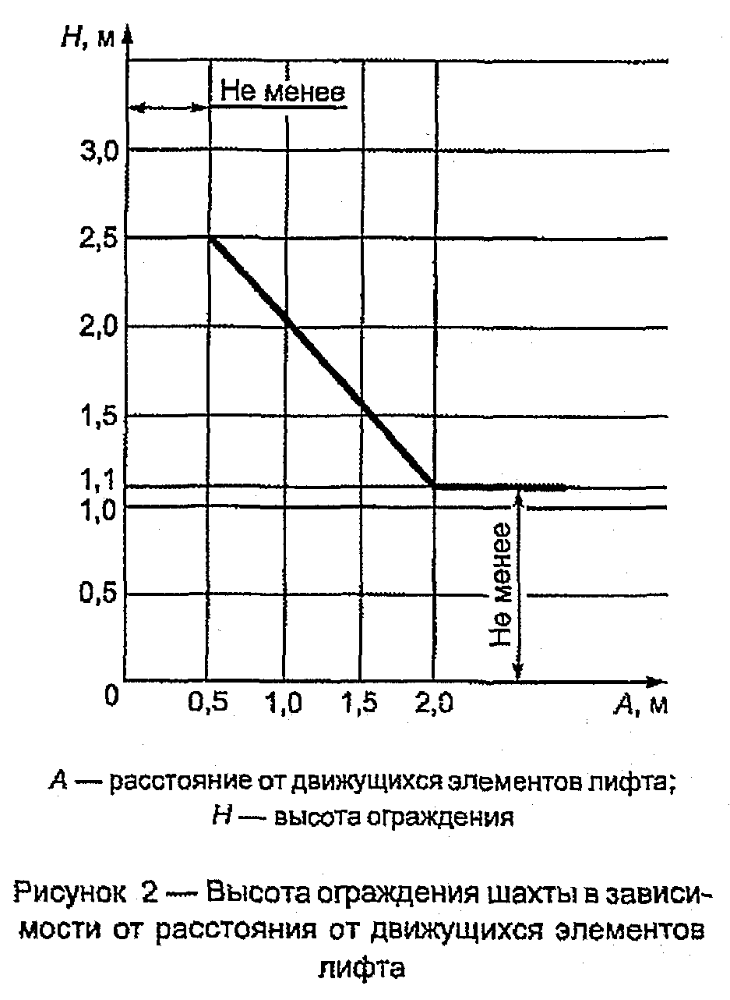 H, м
Не менее
3,0
2,5
2,0
1,5
1,1
1,0
0,5
Не менее
0
0,5 1,0 1,5 2,0 А, м
А — расстояние от движущихся элементов лифта;
Н — высота ограждения
Рисунок 2 — Высота ограждения шахты в зависи-
мости от расстояния от движущихся элементов
лифта